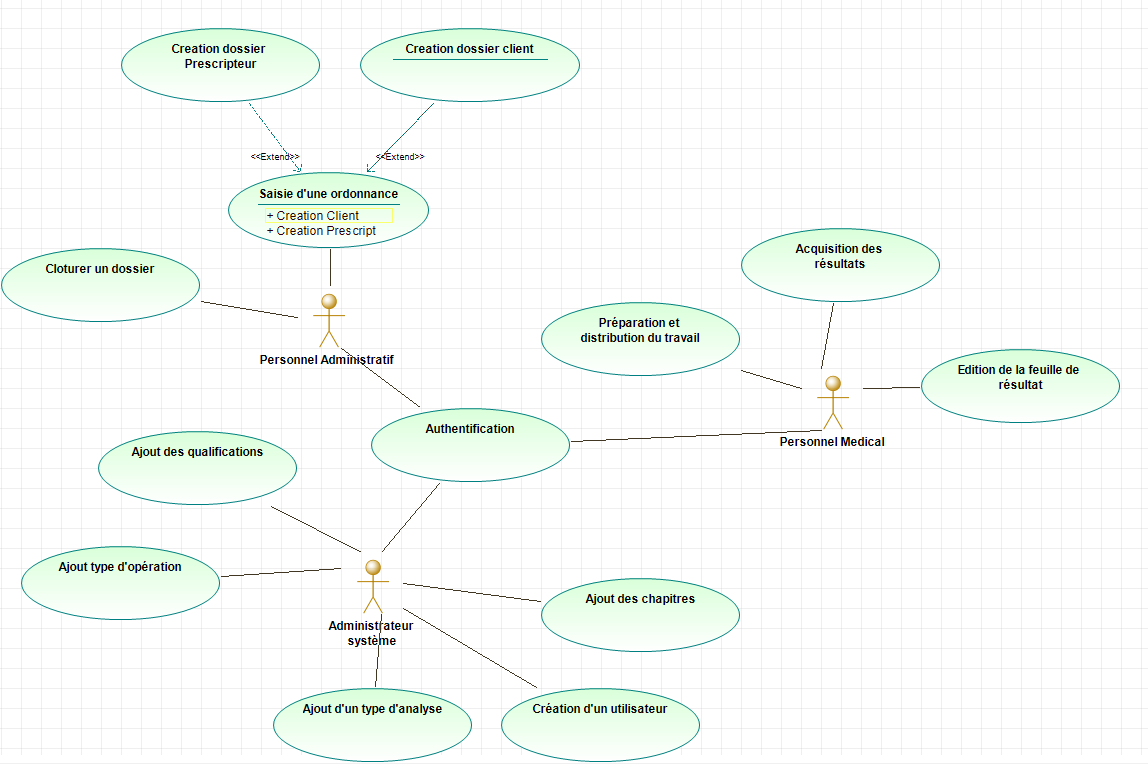 Creation dossier
Prescripteur
Creation dossier client
<<Extend>>
<<Extend>>
Saisie d'une ordonnance
+ Creation Client
+ Creation Prescript
Cloturer un dossier
Personnel Administratif
Acquisition des
résultats
Préparation et
distribution du travail
Edition de la feuille de
résultat
Personnel Medical
Authentification
Ajout des qualifications
Ajout type d'opération
Administrateur
système
Ajout des chapitres
Ajout d'un type d'analyse
Création d'un utilisateur